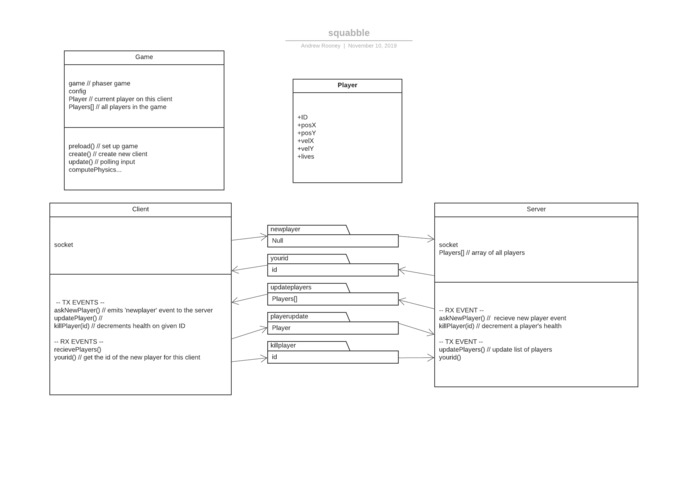 squabble
Andrew Rooney | November 10, 2019
Game
game // phaser game
config
Player // current player on this client
Players[] // all players in the game
preload() // set up game
create() // create new client
update() // polling input
computePhysics...
Player
+ID
+posX
+posY
+velX
+velY
+lives
Client
socket
-- TX EVENTS --
askNewPlayer() // emits 'newplayer' event to the server
updatePlayer() //
killPlayer(id) // decrements health on given ID
-- RX EVENTS --
recievePlayers()
yourid() // get the id of the new player for this client
newplayer
Null
yourid
id
updateplayers
Players[]
playerupdate
Player
killplayer
id
Server
socket
Players[] // array of all players
-- RX EVENT --
askNewPlayer() // recieve new player event
killPlayer(id) // decrement a player's health
-- TX EVENT --
updatePlayers() // update list of players
yourid()